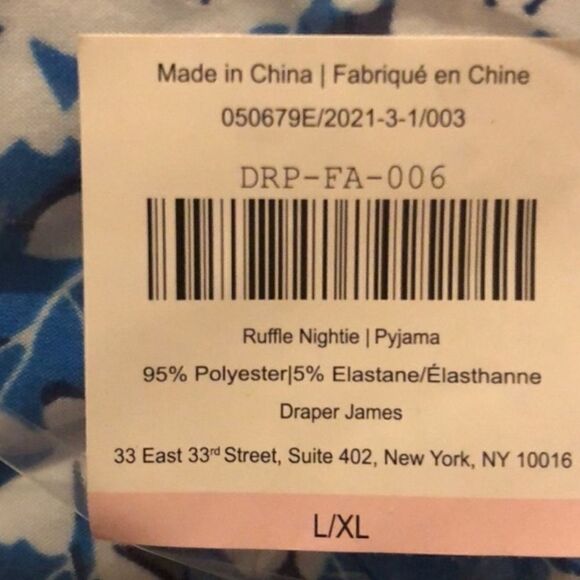 Made in China | Fabriqué en Chine
050679E/2021-3-1/003
DRP-FA-006
Ruffle Nightie | Pyjama
95% Polyester|5% Elastane/Élasthanne
Draper James
33 East 33rd Street, Suite 402, New York, NY 10016
L/XL